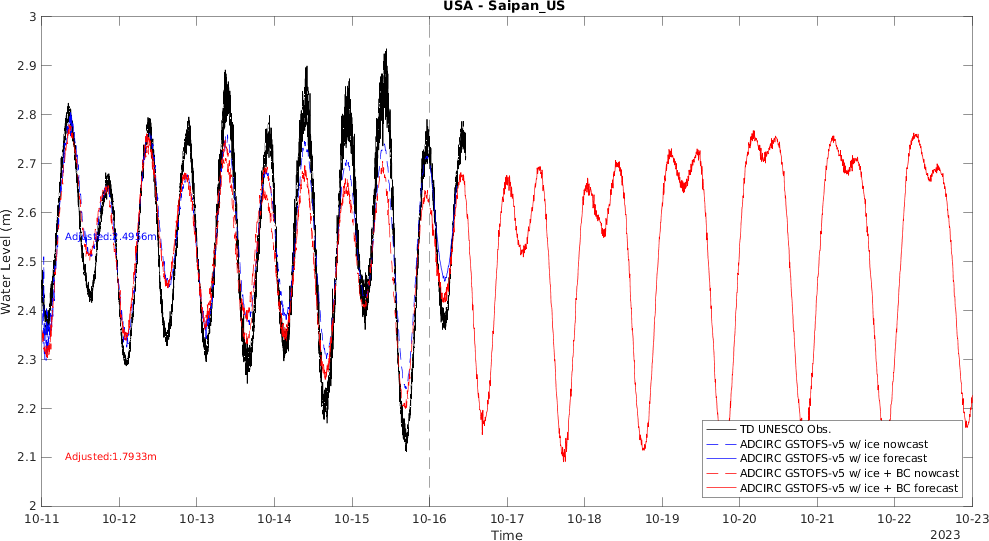 USA - Saipan_US
3
2.9
2.8
2.7
2.6
2.5
2.4
2.3
2.2
2.1
2
Water Level (m)
Adjusted:2.4956m
Adjusted:1.7933m
TD UNESCO Obs.
ADCIRC GSTOFS-v5 w/ ice nowcast
ADCIRC GSTOFS-v5 w/ ice forecast
ADCIRC GSTOFS-v5 w/ ice + BC nowcast
ADCIRC GSTOFS-v5 w/ ice + BC forecast
10-11 10-12 10-13 10-14 10-15 10-16 10-17 10-18 10-19 10-20 10-21 10-22 10-23
Time
2023